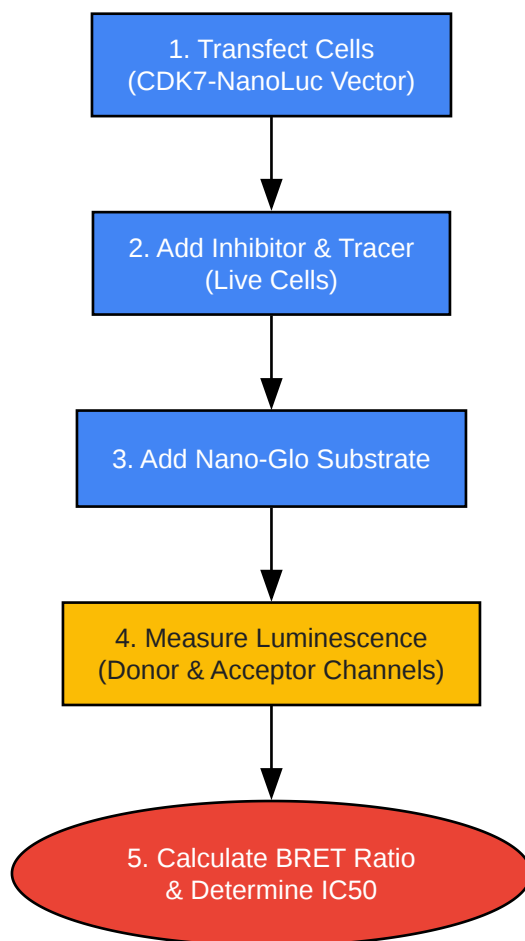 1. Transfect Cells
(CDK7-NanoLuc Vector)
2. Add Inhibitor & Tracer
(Live Cells)
3. Add Nano-Glo Substrate
4. Measure Luminescence
(Donor & Acceptor Channels)
5. Calculate BRET Ratio
& Determine IC50